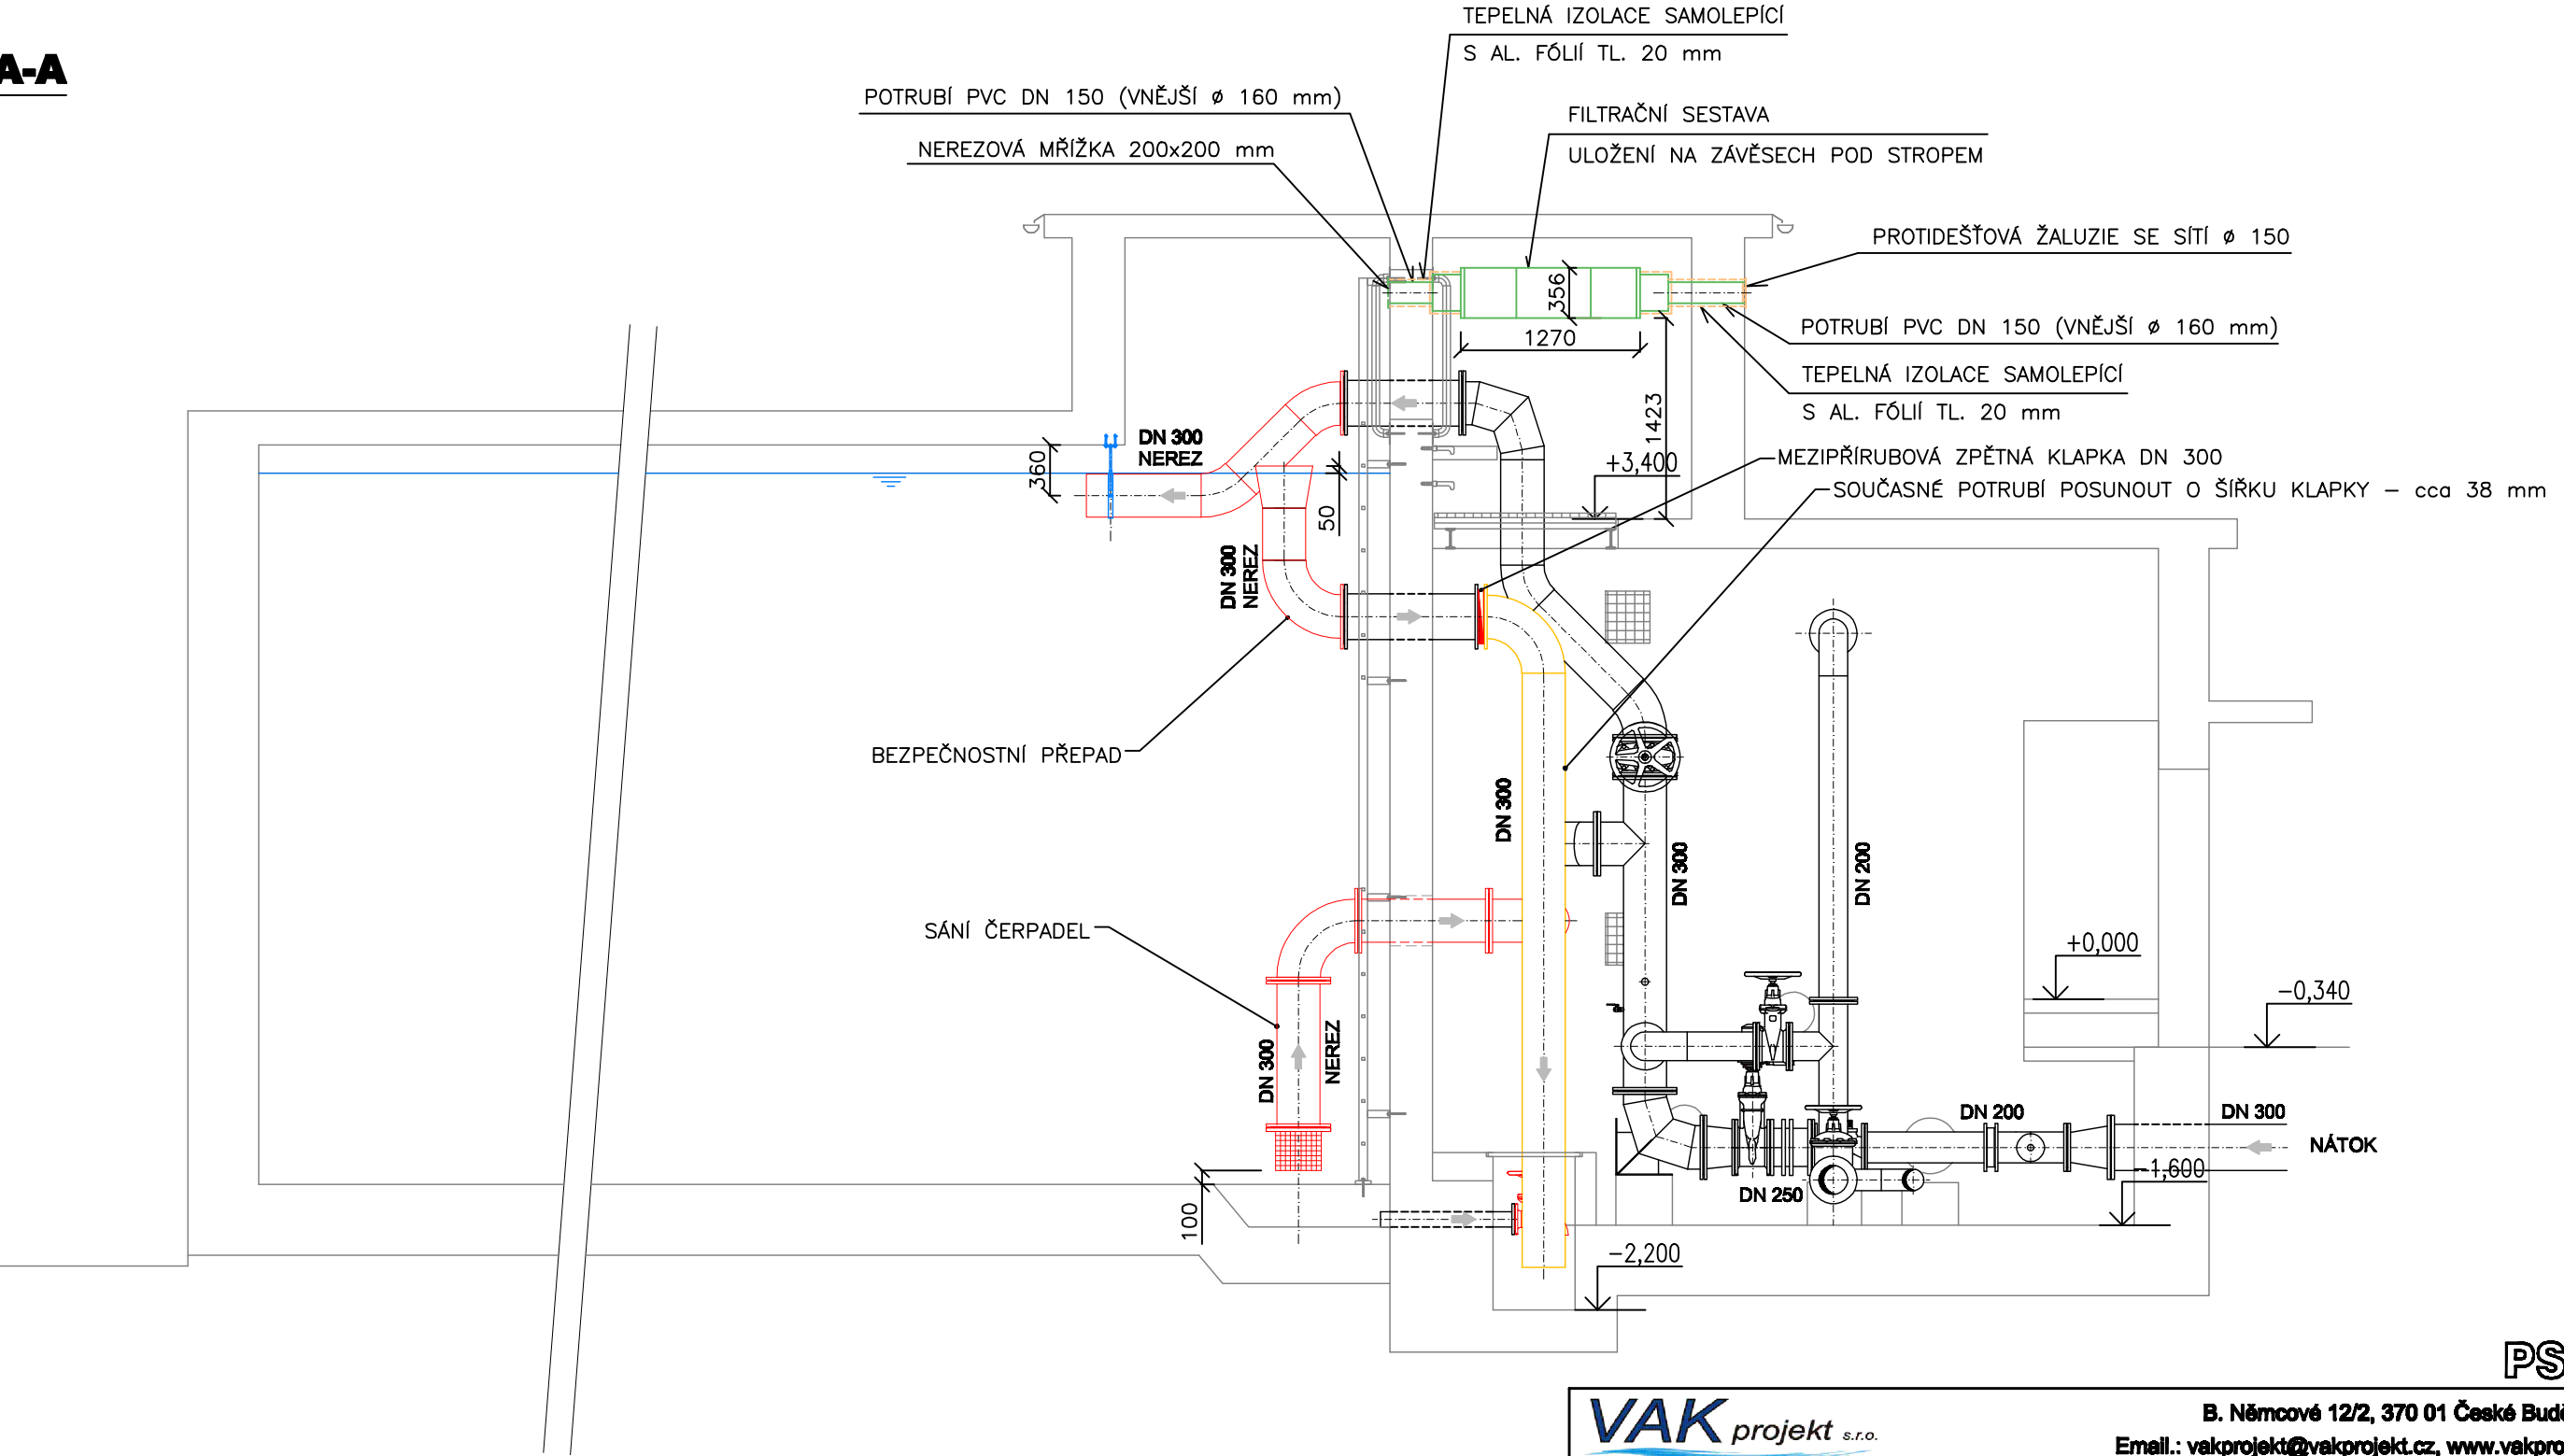 A-A
TEPELNÁ IZOLACE SAMOLEPÍCÍ
S AL. FÓLIÍ TL. 20 mm
POTRUBÍ PVC DN 150 (VNĚJŠÍ ø 160 mm)
NEREZOVÁ MŘÍŽKA 200x200 mm
FILTRAČNÍ SESTAVA
ULOŽENÍ NA ZÁVĚSECH POD STROPEM
PROTIDEŠŤOVÁ ŽALUZIE SE SÍTÍ ø 150
356
1270
POTRUBÍ PVC DN 150 (VNĚJŠÍ ø 160 mm)
TEPELNÁ IZOLACE SAMOLEPÍCÍ
S AL. FÓLIÍ TL. 20 mm
1423
DN 300
NEREZ
360
+3,400
MEZIPŘÍRUBOVÁ ZPĚTNÁ KLAPKA DN 300
SOUČASNÉ POTRUBÍ POSUNOUT O ŠÍŘKU KLAPKY – cca 38 mm
50
DN 300
NEREZ
BEZPEČNOSTNÍ PŘEPAD
DN 300
DN 300
DN 200
SÁNÍ ČERPADEL
+0,000
-0,340
DN 300
NEREZ
DN 200
DN 300
NÁTOK
-1,600
DN 250
100
-2,200
PS
VAK projekt s.r.o.
B. Němcové 12/2, 370 01 České Budě
Email.: vakprojekt@vakprojekt.cz, www.vakpro